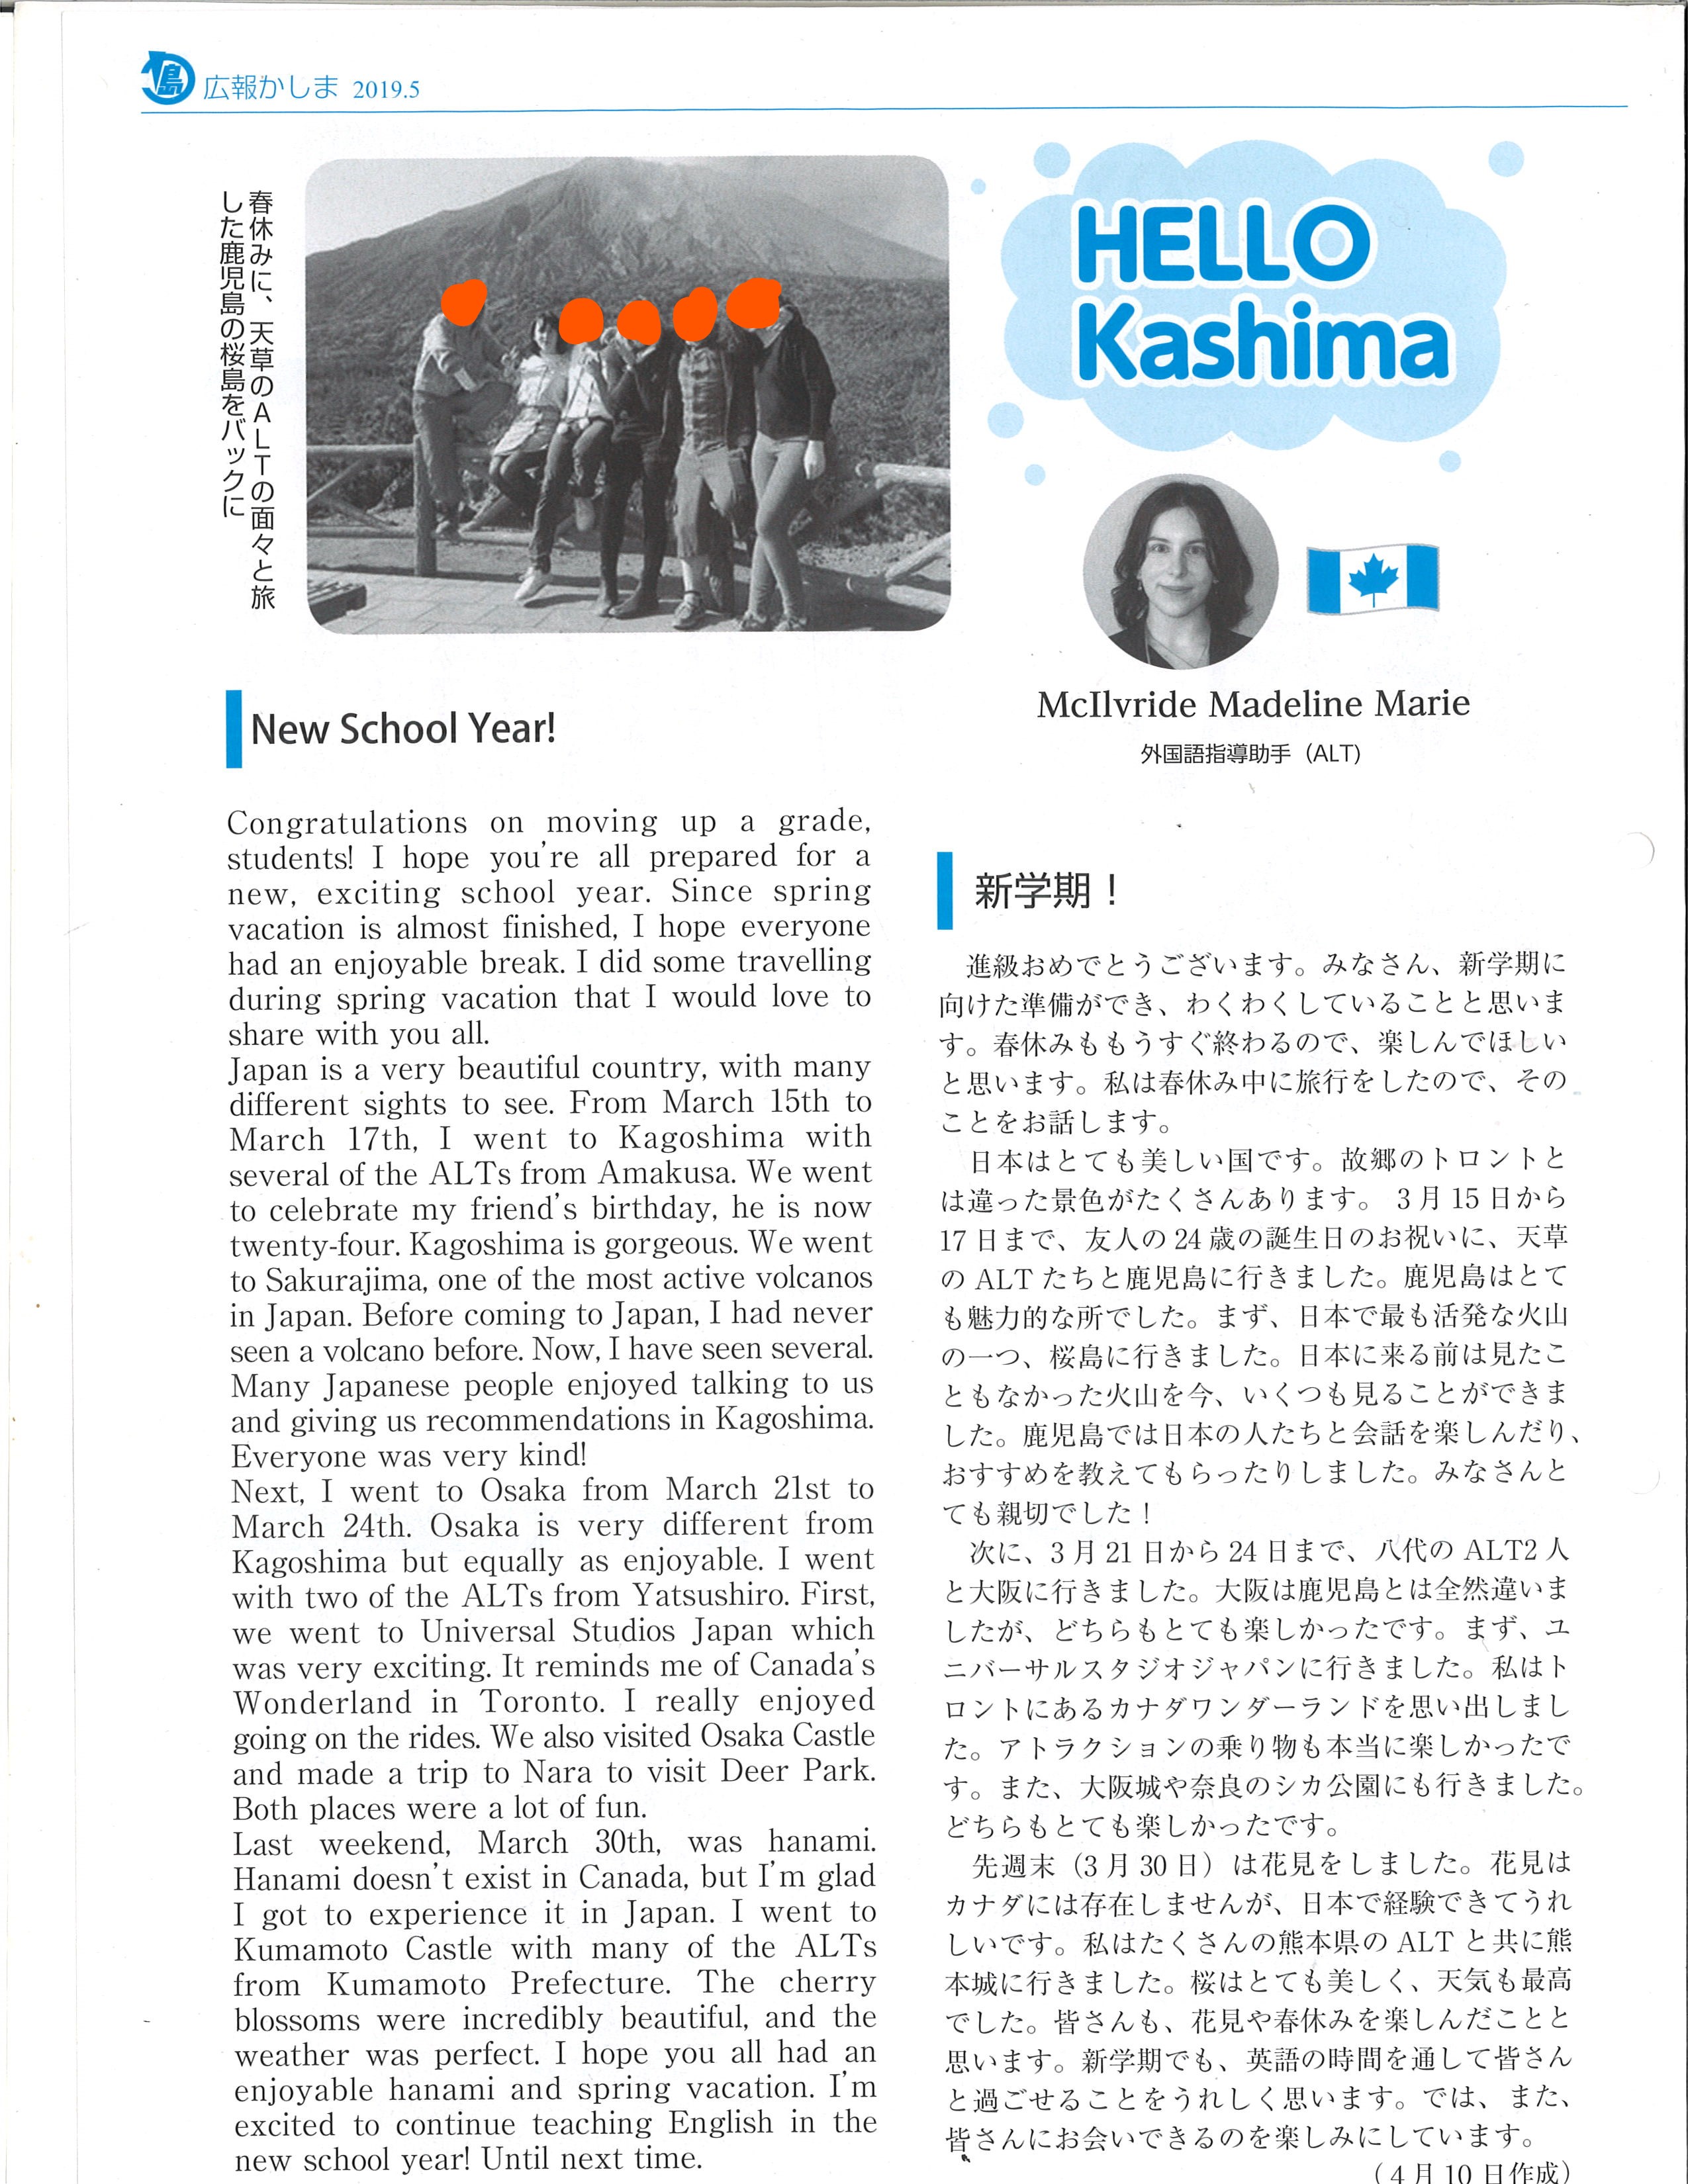 島
広報かしま 2019.5
春休みに、天草のALTの面々と旅
した鹿児島の桜島をバックに
HELLO
Kashima
McIlvride Madeline Marie
外国語指導助手（ALT）
New School Year!
Congratulations on moving up a grade,
students! I hope you're all prepared for a
new, exciting school year. Since spring
vacation is almost finished, I hope everyone
had an enjoyable break. I did some travelling
during spring vacation that I would love to
share with you all.
Japan is a very beautiful country, with many
different sights to see. From March 15th to
March 17th, I went to Kagoshima with
several of the ALTs from Amakusa. We went
to celebrate my friend's birthday, he is now
twenty-four. Kagoshima is gorgeous. We went
to Sakurajima, one of the most active volcanos
in Japan. Before coming to Japan, I had never
seen a volcano before. Now, I have seen several.
Many Japanese people enjoyed talking to us
and giving us recommendations in Kagoshima.
Everyone was very kind!
Next, I went to Osaka from March 21st to
March 24th. Osaka is very different from
Kagoshima but equally as enjoyable. I went
with two of the ALTs from Yatsushiro. First,
we went to Universal Studios Japan which
was very exciting. It reminds me of Canada's
Wonderland in Toronto. I really enjoyed
going on the rides. We also visited Osaka Castle
and made a trip to Nara to visit Deer Park.
Both places were a lot of fun.
Last weekend, March 30th, was hanami.
Hanami doesn't exist in Canada, but I'm glad
I got to experience it in Japan. I went to
Kumamoto Castle with many of the ALTs
from Kumamoto Prefecture. The cherry
blossoms were incredibly beautiful, and the
weather was perfect. I hope you all had an
enjoyable hanami and spring vacation. I'm
excited to continue teaching English in the
new school year! Until next time.
新学期！
進級おめでとうございます。みなさん、新学期に
向けた準備ができ、わくわくしていることと思いま
す。春休みももうすぐ終わるので、楽しんでほしい
と思います。私は春休み中に旅行をしたので、その
ことをお話します。
日本はとても美しい国です。故郷のトロントと
は違った景色がたくさんあります。 3月15日から
17日まで、友人の24歳の誕生日のお祝いに、天草
のALTたちと鹿児島に行きました。鹿児島はとて
も魅力的な所でした。まず、日本で最も活発な火山
の一つ、桜島に行きました。日本に来る前は見たこ
ともなかった火山を今、いくつも見ることができま
した。鹿児島では日本の人たちと会話を楽しんだり、
おすすめを教えてもらったりしました。みなさんと
ても親切でした！
次に、3月21日から24日まで、八代のALT2人
と大阪に行きました。大阪は鹿児島とは全然違いま
したが、どちらもとても楽しかったです。まず、ユ
ニバーサルスタジオジャパンに行きました。私はト
ロントにあるカナダワンダーランドを思い出しまし
た。アトラクションの乗り物も本当に楽しかったで
す。また、大阪城や奈良のシカ公園にも行きました。
どちらもとても楽しかったです。
先週末（3月30日）は花見をしました。花見は
カナダには存在しませんが、日本で経験できてうれ
しいです。私はたくさんの熊本県のALTと共に熊
本城に行きました。桜はとても美しく、天気も最高
でした。皆さんも、花見や春休みを楽しんだことと
思います。新学期でも、英語の時間を通して皆さん
と過ごせることをうれしく思います。では、また、
皆さんにお会いできるのを楽しみにしています。
（4月10日作成）